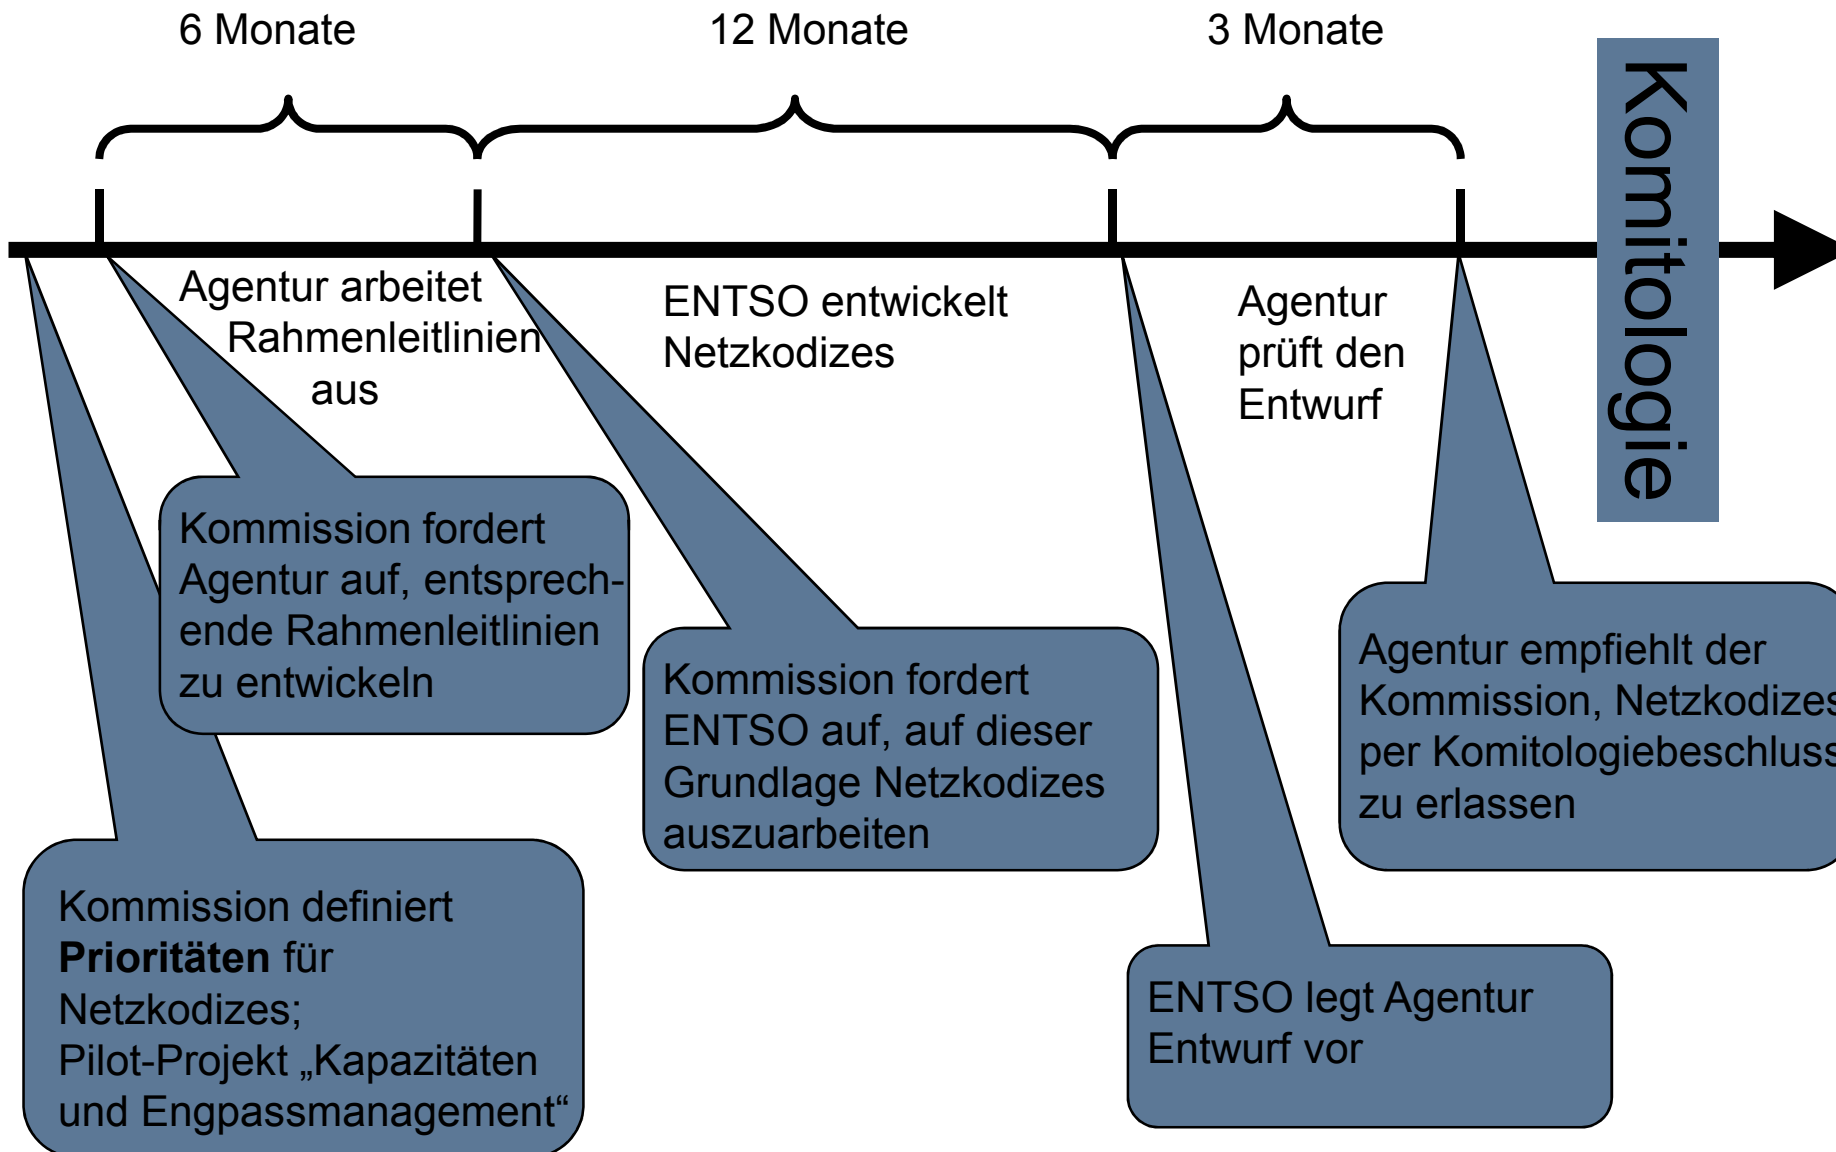 6 Monate
12 Monate
3 Monate
Komitologie
Agentur arbeitet
Rahmenleitlinien
aus
ENTSO entwickelt
Netzkodizes
Agentur
prüft den
Entwurf
Kommission fordert
Agentur auf, entsprech-
ende Rahmenleitlinien
zu entwickeln
Kommission fordert
ENTSO auf, auf dieser
Grundlage Netzkodizes
auszuarbeiten
Agentur empfiehlt der
Kommission, Netzkodizes
per Komitologiebeschluss
zu erlassen
Kommission definiert
Prioritäten für
Netzkodizes;
Pilot-Projekt „Kapazitäten
und Engpassmanagement“
ENTSO legt Agentur
Entwurf vor